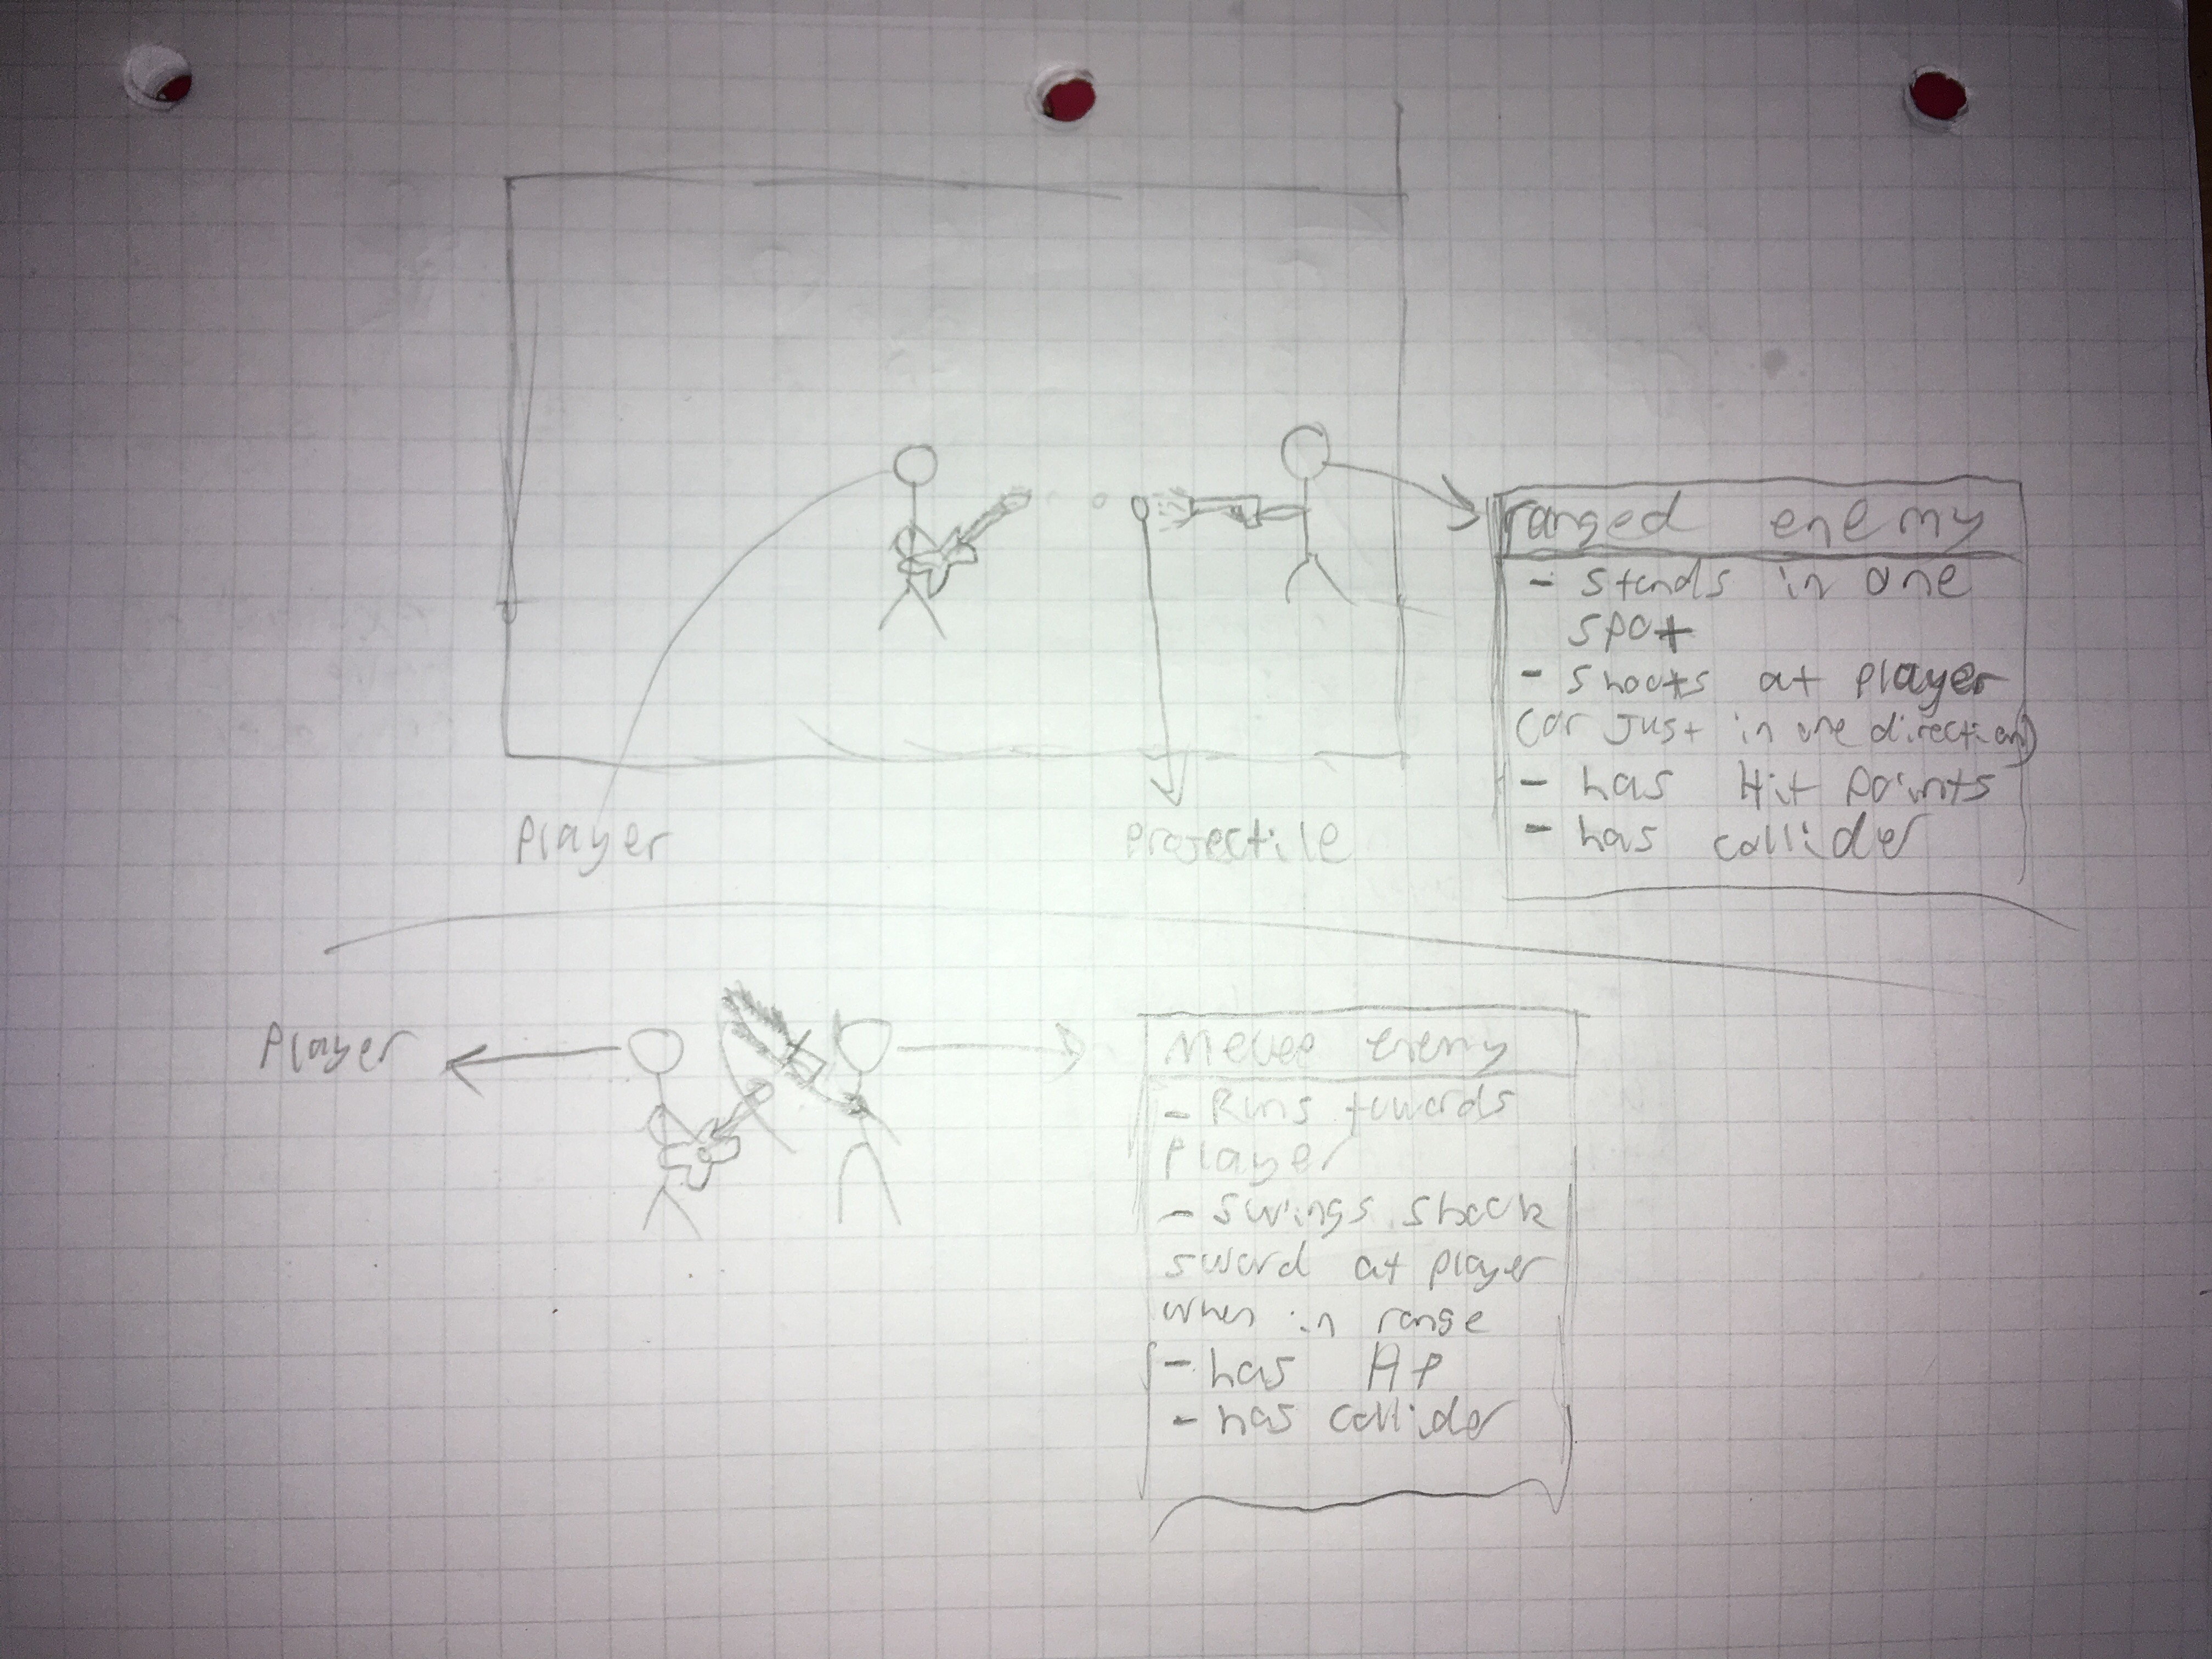 ranged enemy
- stands in one
spot
- shoots at player
(or just in one direction)
- has Hit points
- has collider
Player
Projectile
Player
Melee enemy
- Runs towards
player
- swings shock
sword at player
when in range
- has HP
- has collider